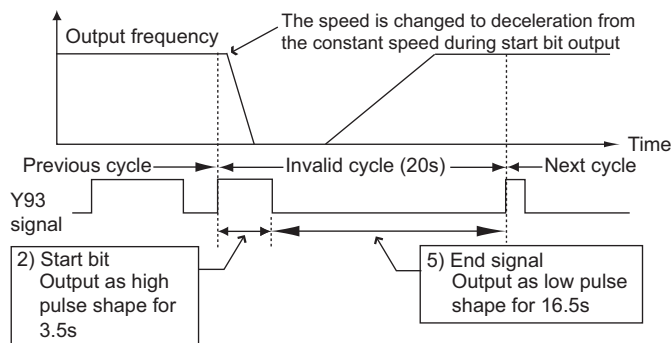 Output frequency
The speed is changed to deceleration from
the constant speed during start bit output
Time
Previous cycle
Invalid cycle (20s)
Next cycle
Y93
signal
2) Start bit
Output as high
pulse shape for
3.5s
5) End signal
Output as low pulse
shape for 16.5s